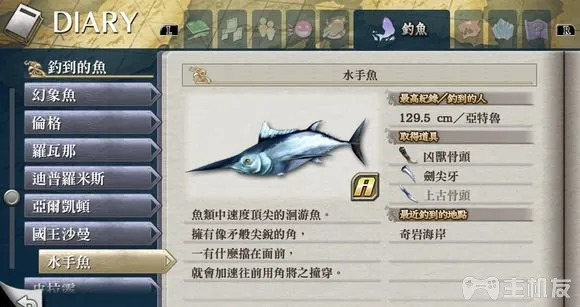 DIARY
L
釣魚
R
釣到的魚
幻象魚
倫格
羅瓦那
迪普羅米斯
亞爾凱頓
國王沙曼
水手魚
水手魚
A
魚類中速度頂尖的洄游魚。
擁有像矛般尖銳的角，
一有什麼擋在面前，
就會加速往前用角將之撞穿。
最高紀錄／釣到的人
129.5 cm／亞特魯
取得道具
凶獸骨頭
劍尖牙
上古骨頭
最近釣到的地點
奇岩海岸
主机友